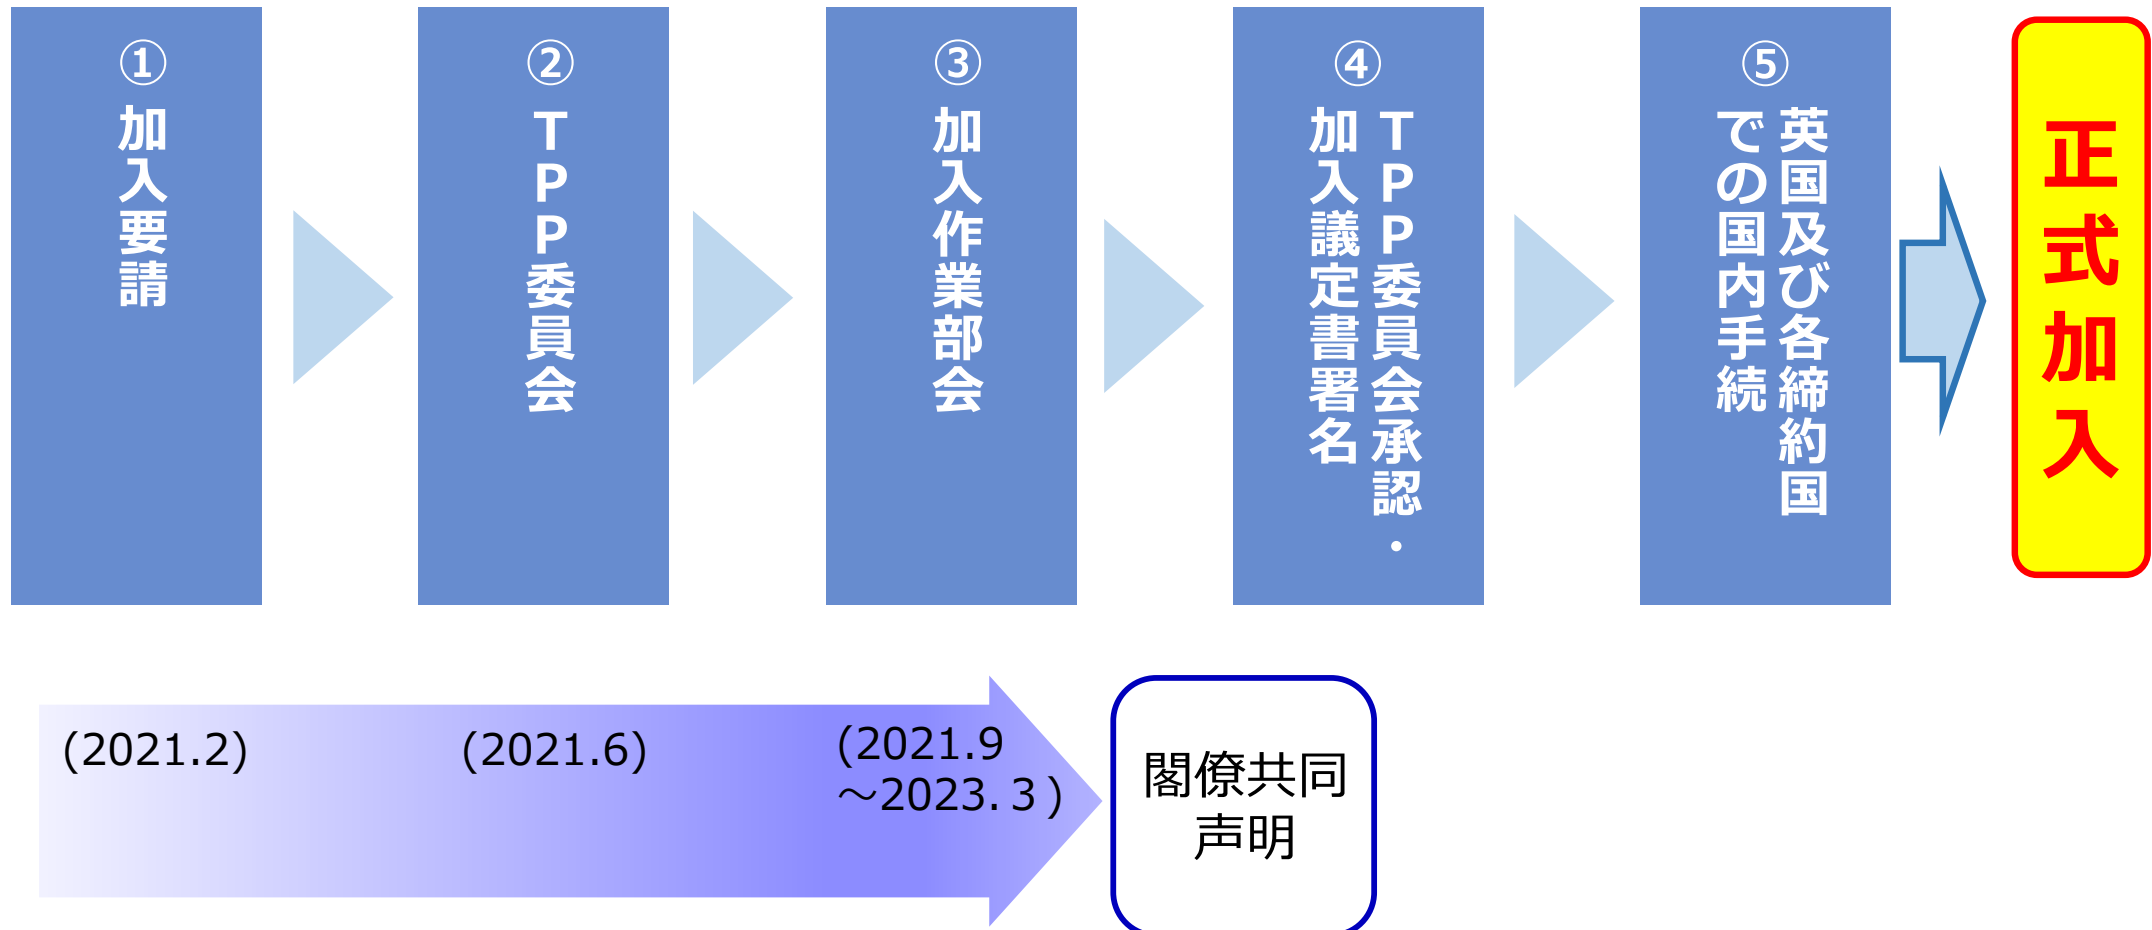 ①
加入要請
②
ＴＰＰ委員会
③
加入作業部会
④
ＴＰＰ委員会承認・
加入議定書署名
⑤
英国及び各締約国
での国内手続
正式加入
(2021.2)
(2021.6)
(2021.9
～2023.３)
閣僚共同
声明